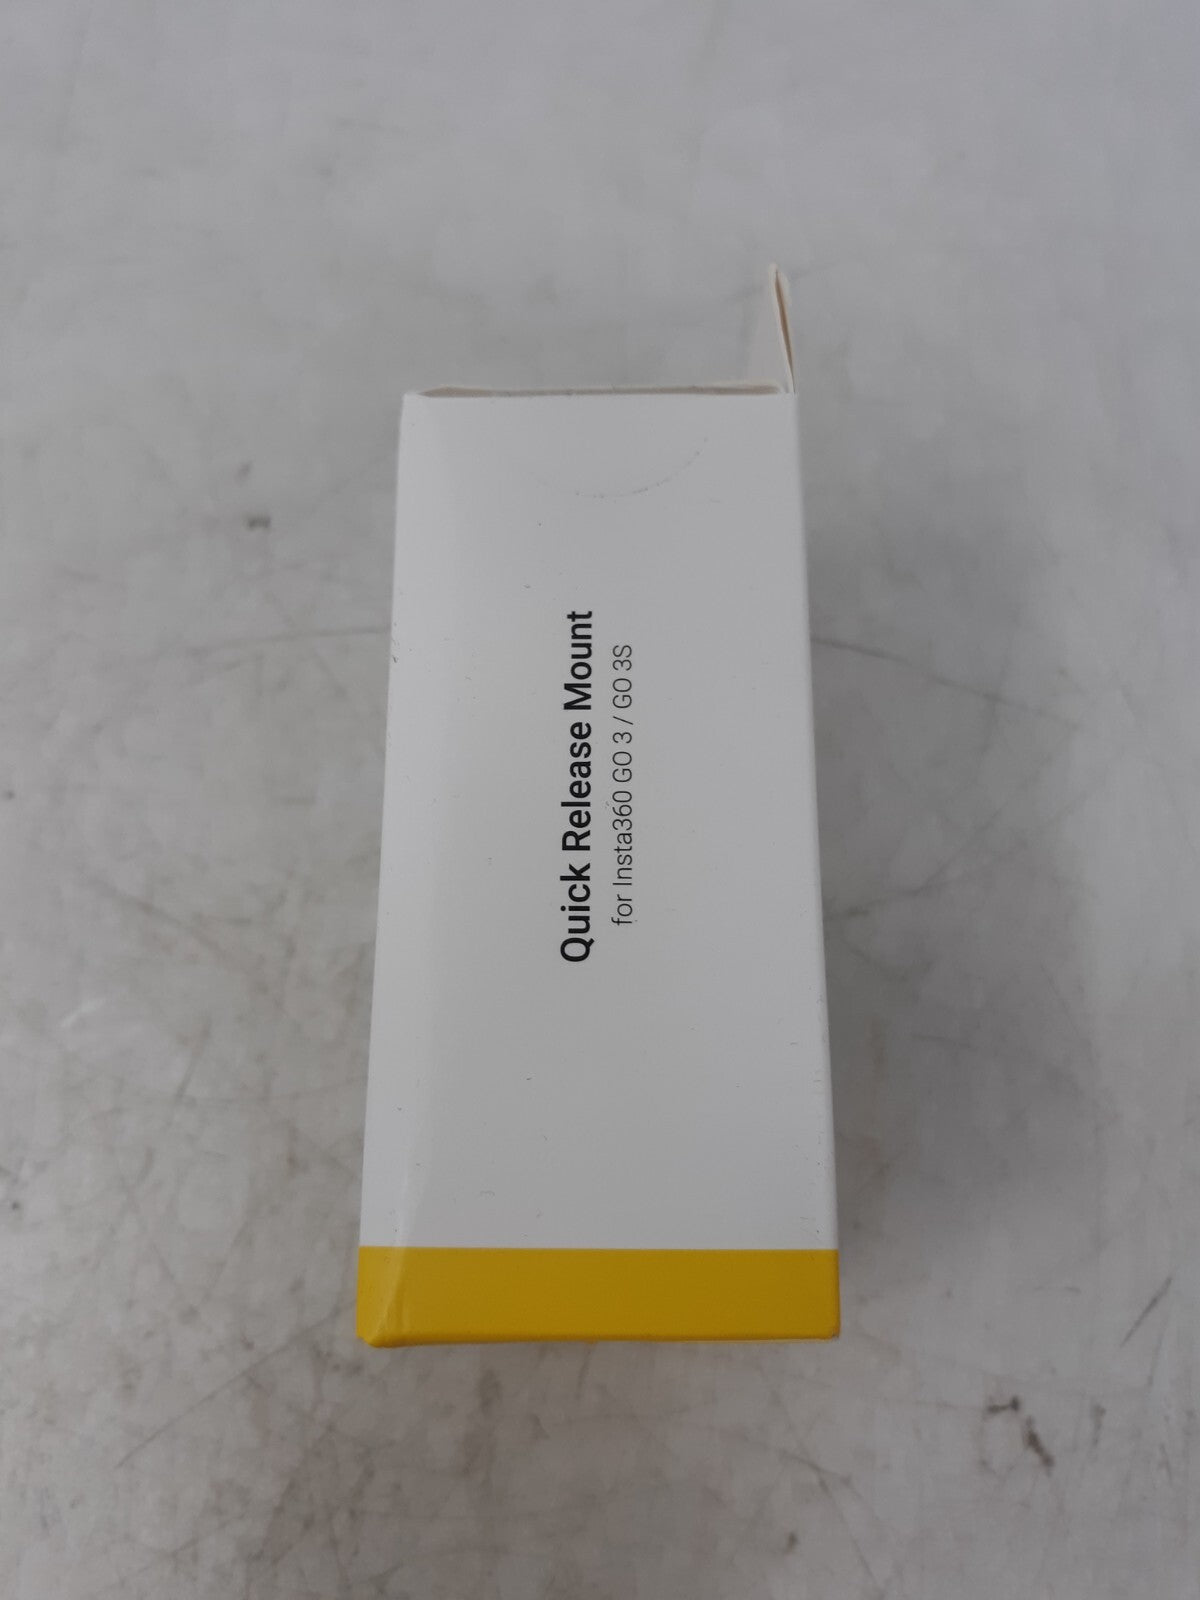 Quick Release Mount
for Insta360 GO 3 / GO 3S